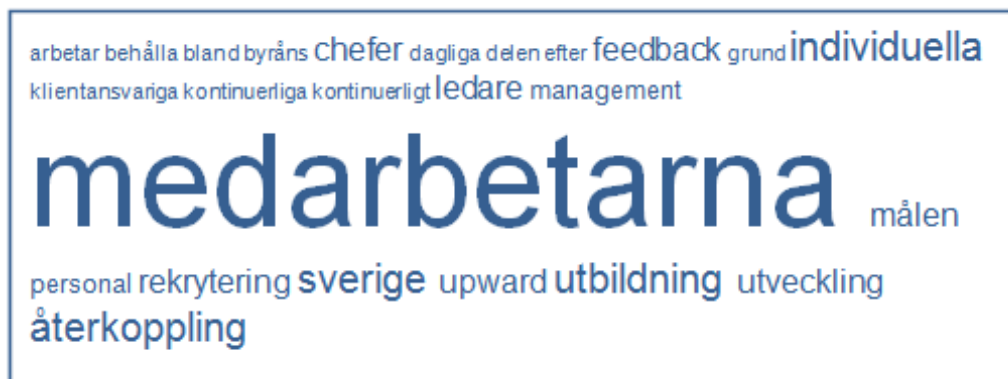 arbetar behålla bland byråns chefer dagliga delen efter feedback grund individuella
klientansvariga kontinuerliga kontinuerligt ledare management
medarbetarna målen
personal rekrytering sverige upward utbildning utveckling
återkoppling